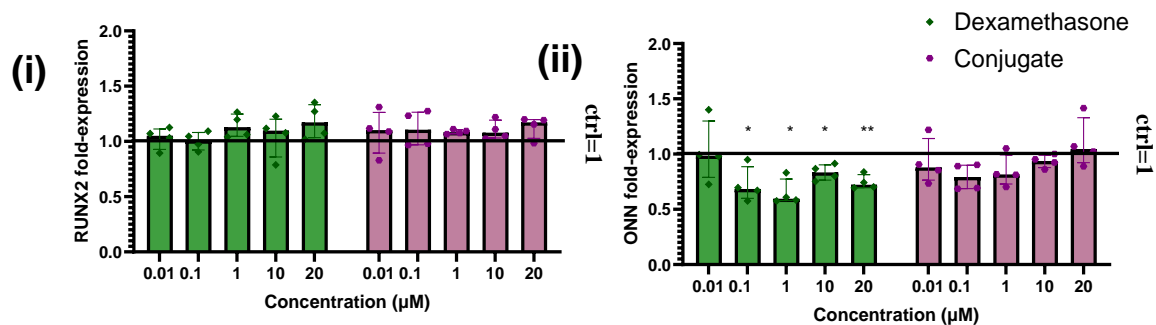 (i)
RUNX2 fold-expression
2.0
1.5
1.0
0.5
0.0
0.01 0.1 1 10 20 0.01 0.1 1 10 20
Concentration (µM)
ctrl=1
(ii)
Dexamethasone
Conjugate
ONN fold-expression
2.0
1.5
1.0
0.5
0.0
* * * **
0.01 0.1 1 10 20 0.01 0.1 1 10 20
Concentration (µM)
ctrl=1